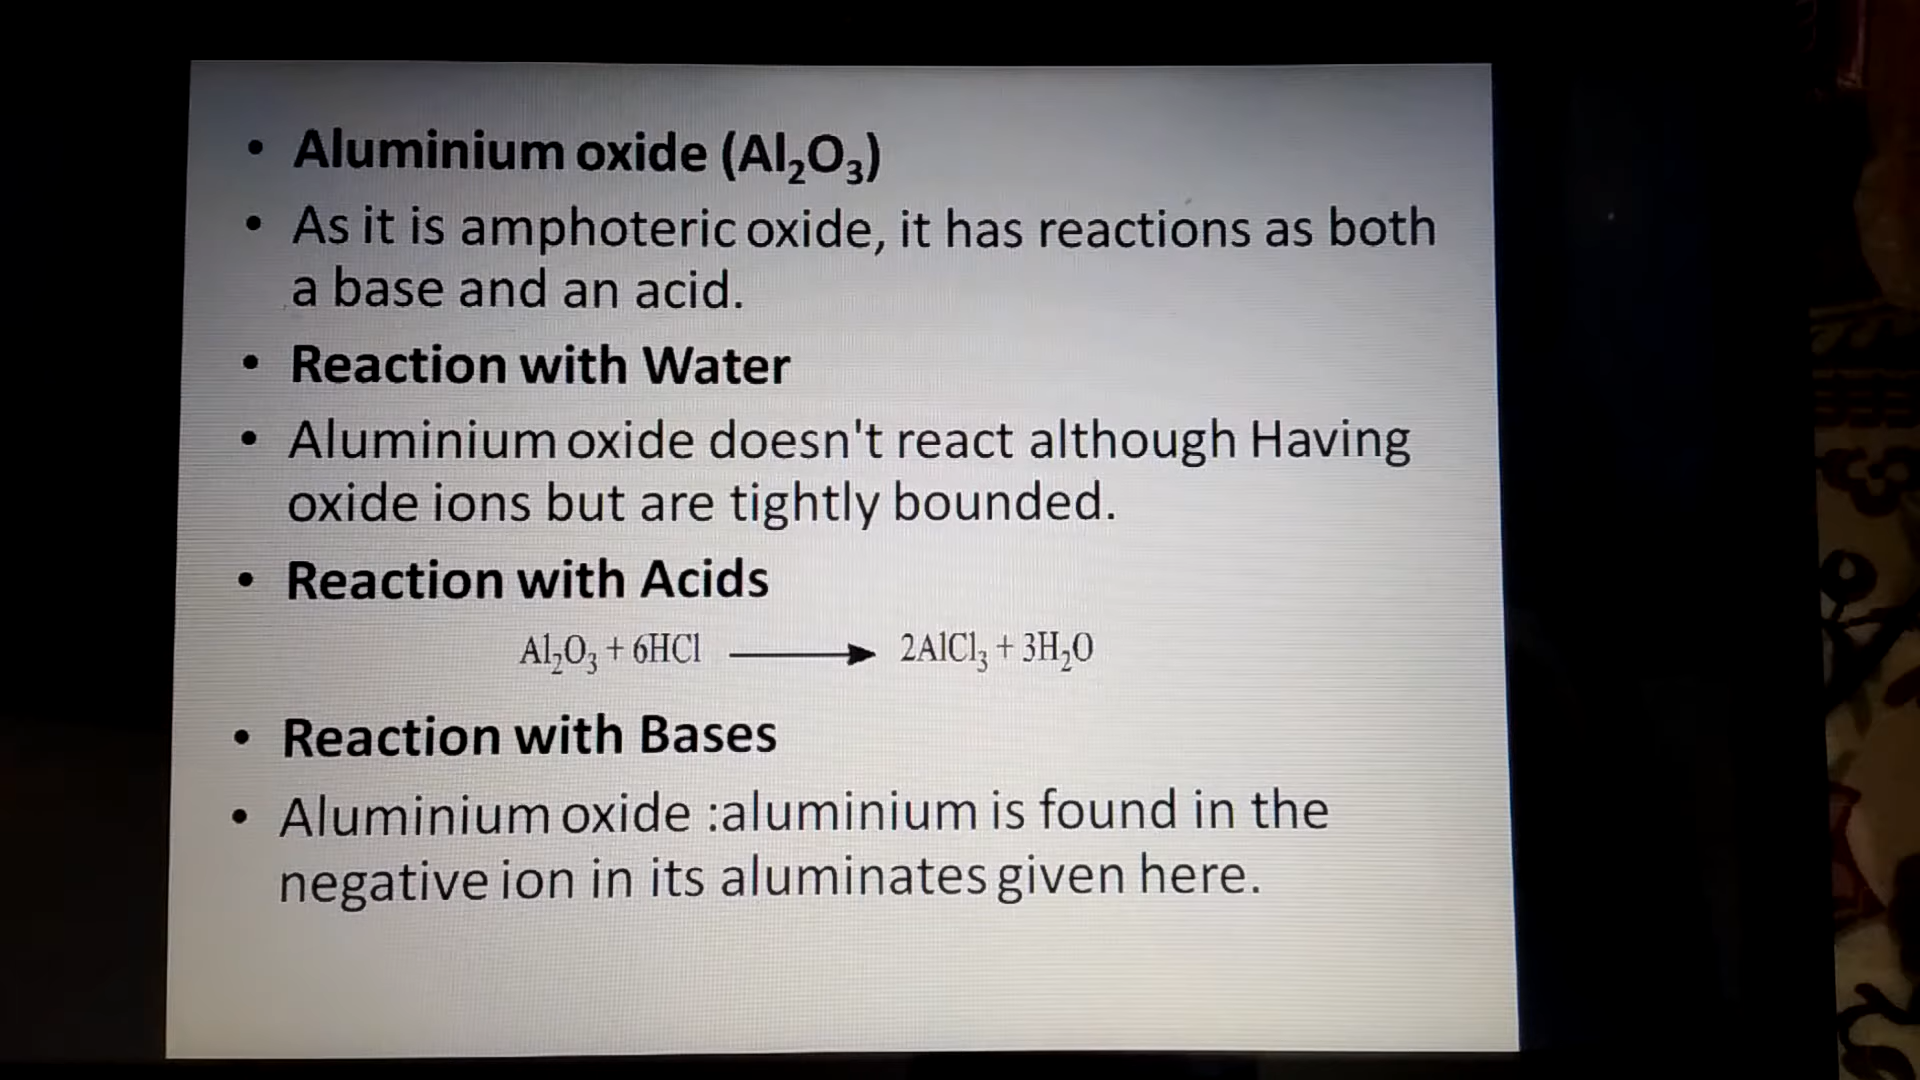 • Aluminium oxide (Al₂O₃)
• As it is amphoteric oxide, it has reactions as both
a base and an acid.
• Reaction with Water
• Aluminium oxide doesn't react although Having
oxide ions but are tightly bounded.
• Reaction with Acids
Al₂O₃ + 6HCl ⟶ 2AlCl₃ + 3H₂O
• Reaction with Bases
• Aluminium oxide :aluminium is found in the
negative ion in its aluminates given here.